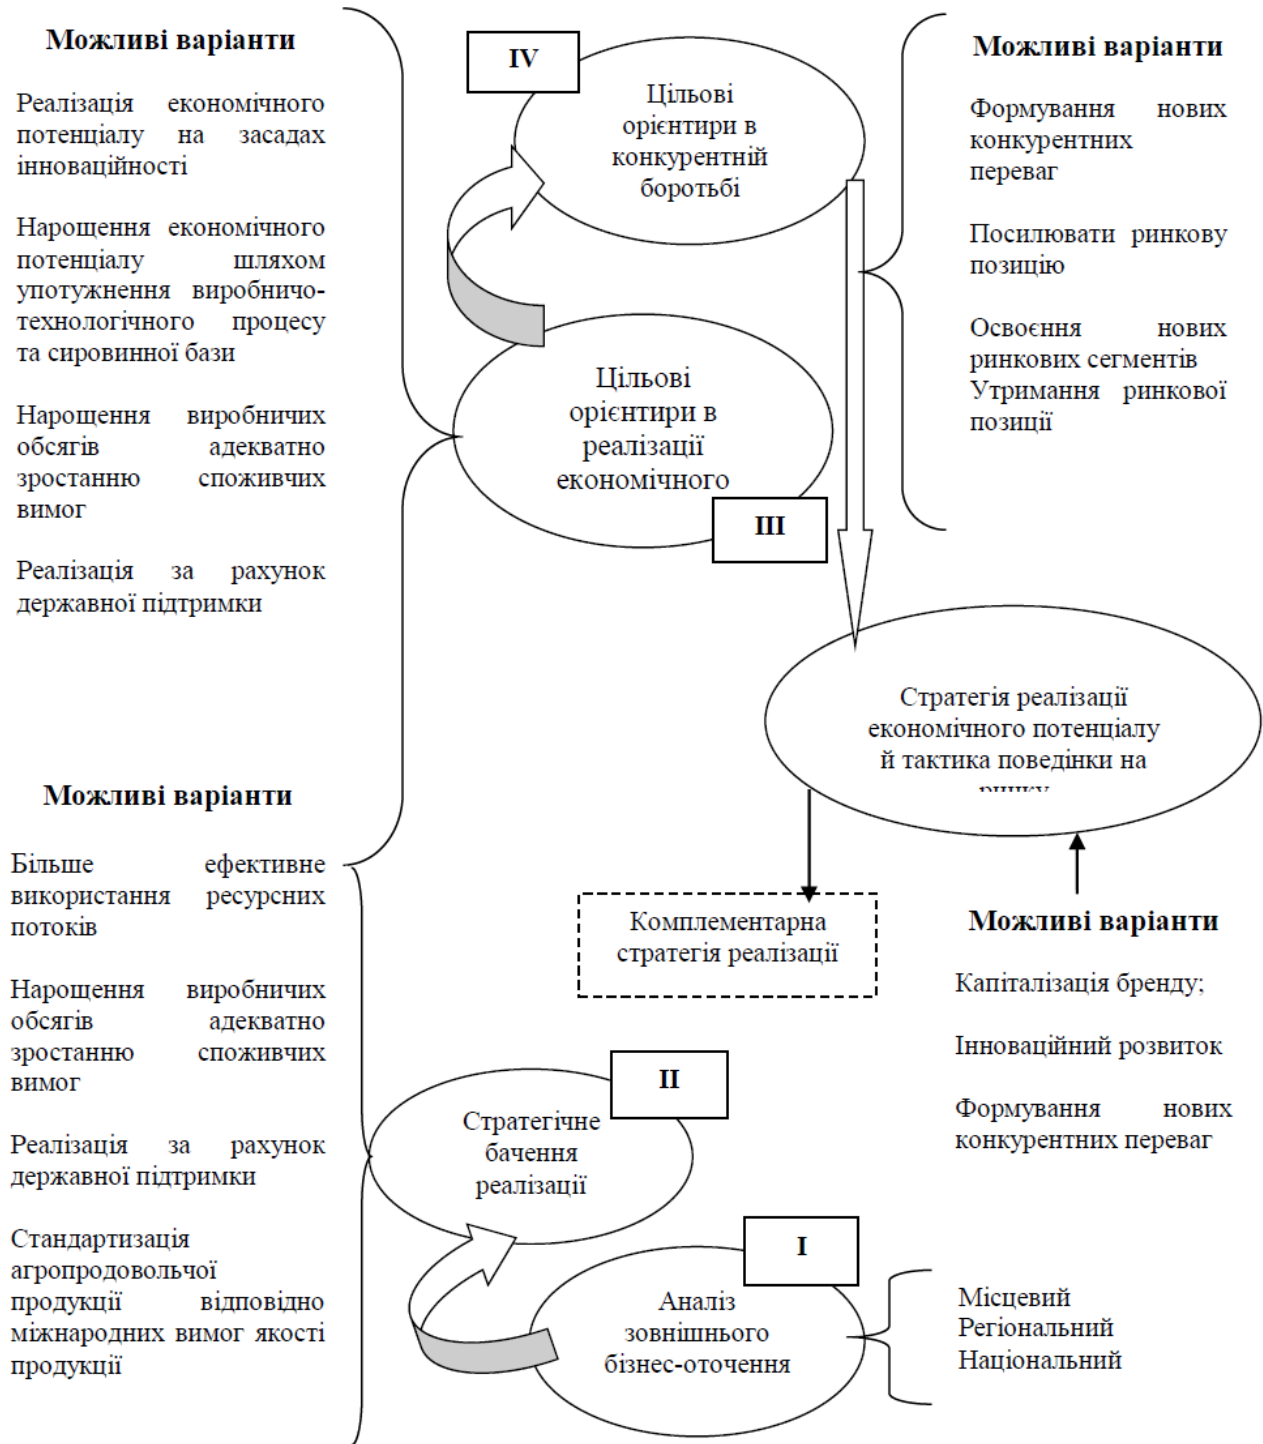 Можливі варіанти
Реалізація економічного
потенціалу на засадах
інноваційності
Нарощення економічного
потенціалу шляхом
употужнення виробничо-
технологічного процесу
та сировинної бази
Нарощення виробничих
обсягів адекватно
зростанню споживчих
вимог
Реалізація за рахунок
державної підтримки
IV
Цільові
орієнтири в
конкурентній
боротьбі
Можливі варіанти
Формування нових
конкурентних
переваг
Посилювати ринкову
позицію
Освоєння нових
ринкових сегментів
Утримання ринкової
позиції
Цільові
орієнтири в
реалізації
економічного
III
Стратегія реалізації
економічного потенціалу
й тактика поведінки на
ринку
Можливі варіанти
Більше ефективне
використання ресурсних
потоків
Нарощення виробничих
обсягів адекватно
зростанню споживчих
вимог
Реалізація за рахунок
державної підтримки
Стандартизація
агропродовольчої
продукції відповідно
міжнародних вимог якості
продукції
Комплементарна
стратегія реалізації
Можливі варіанти
Капіталізація бренду;
Інноваційний розвиток
Формування нових
конкурентних переваг
II
Стратегічне
бачення
реалізації
I
Аналіз
зовнішнього
бізнес-оточення
Місцевий
Регіональний
Національний